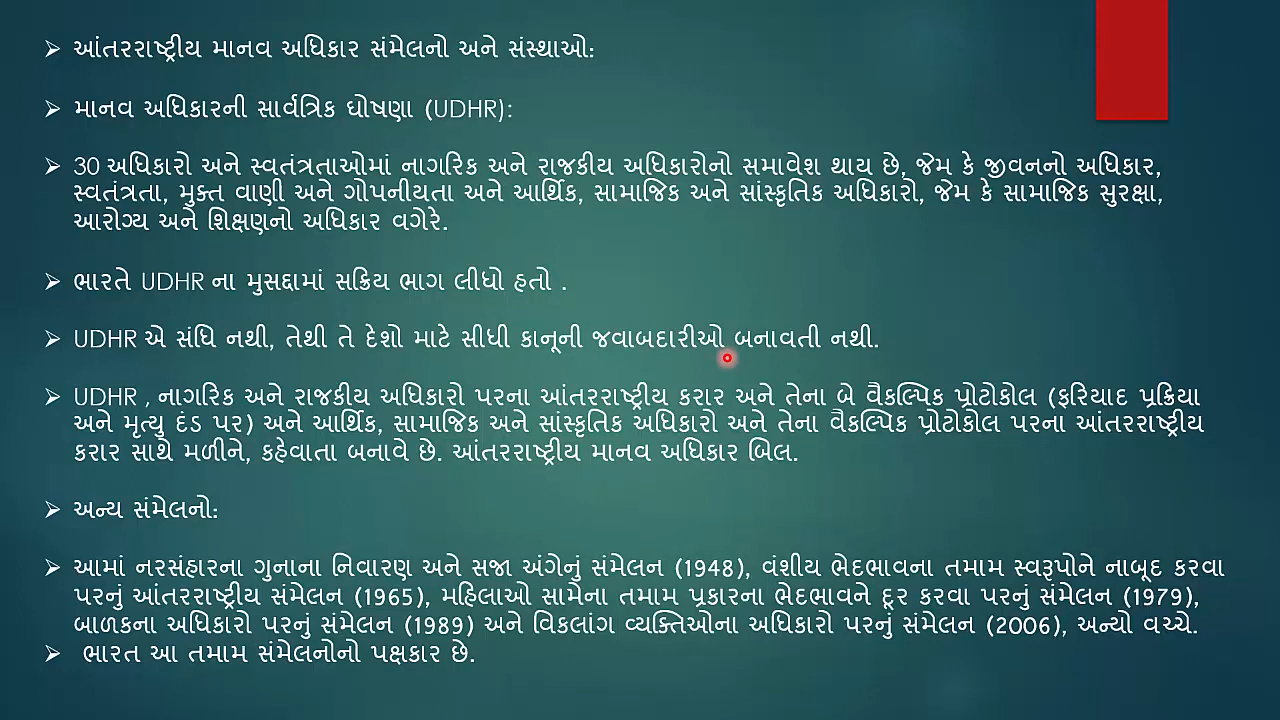 ➢ આંતરરાષ્ટ્રીય માનવ અધિકાર સંમેલનો અને સંસ્થાઓ:
➢ માનવ અધિકારની સાર્વત્રિક ઘોષણા (UDHR):
➢ 30 અધિકારો અને સ્વતંત્રતાઓમાં નાગરિક અને રાજકીય અધિકારોનો સમાવેશ થાય છે, જેમ કે જીવનનો અધિકાર,
સ્વતંત્રતા, મુક્ત વાણી અને ગોપનીયતા અને આર્થિક, સામાજિક અને સાંસ્કૃતિક અધિકારો, જેમ કે સામાજિક સુરક્ષા,
આરોગ્ય અને શિક્ષણનો અધિકાર વગેરે.
➢ ભારતે UDHR ના મુસદ્દામાં સક્રિય ભાગ લીધો હતો .
➢ UDHR એ સંધિ નથી, તેથી તે દેશો માટે સીધી કાનૂની જવાબદારીઓ બનાવતી નથી.
➢ UDHR , નાગરિક અને રાજકીય અધિકારો પરના આંતરરાષ્ટ્રીય કરાર અને તેના બે વૈકલ્પિક પ્રોટોકોલ (ફરિયાદ પ્રક્રિયા
અને મૃત્યુ દંડ પર) અને આર્થિક, સામાજિક અને સાંસ્કૃતિક અધિકારો અને તેના વૈકલ્પિક પ્રોટોકોલ પરના આંતરરાષ્ટ્રીય
કરાર સાથે મળીને, કહેવાતા બનાવે છે. આંતરરાષ્ટ્રીય માનવ અધિકાર બિલ.
➢ અન્ય સંમેલનો:
➢ આમાં નરસંહારના ગુનાના નિવારણ અને સજા અંગેનું સંમેલન (1948), વંશીય ભેદભાવના તમામ સ્વરૂપોને નાબૂદ કરવા
પરનું આંતરરાષ્ટ્રીય સંમેલન (1965), મહિલાઓ સામેના તમામ પ્રકારના ભેદભાવને દૂર કરવા પરનું સંમેલન (1979),
બાળકના અધિકારો પરનું સંમેલન (1989) અને વિકલાંગ વ્યક્તિઓના અધિકારો પરનું સંમેલન (2006), અન્યો વચ્ચે.
➢ ભારત આ તમામ સંમેલનોનો પક્ષકાર છે.